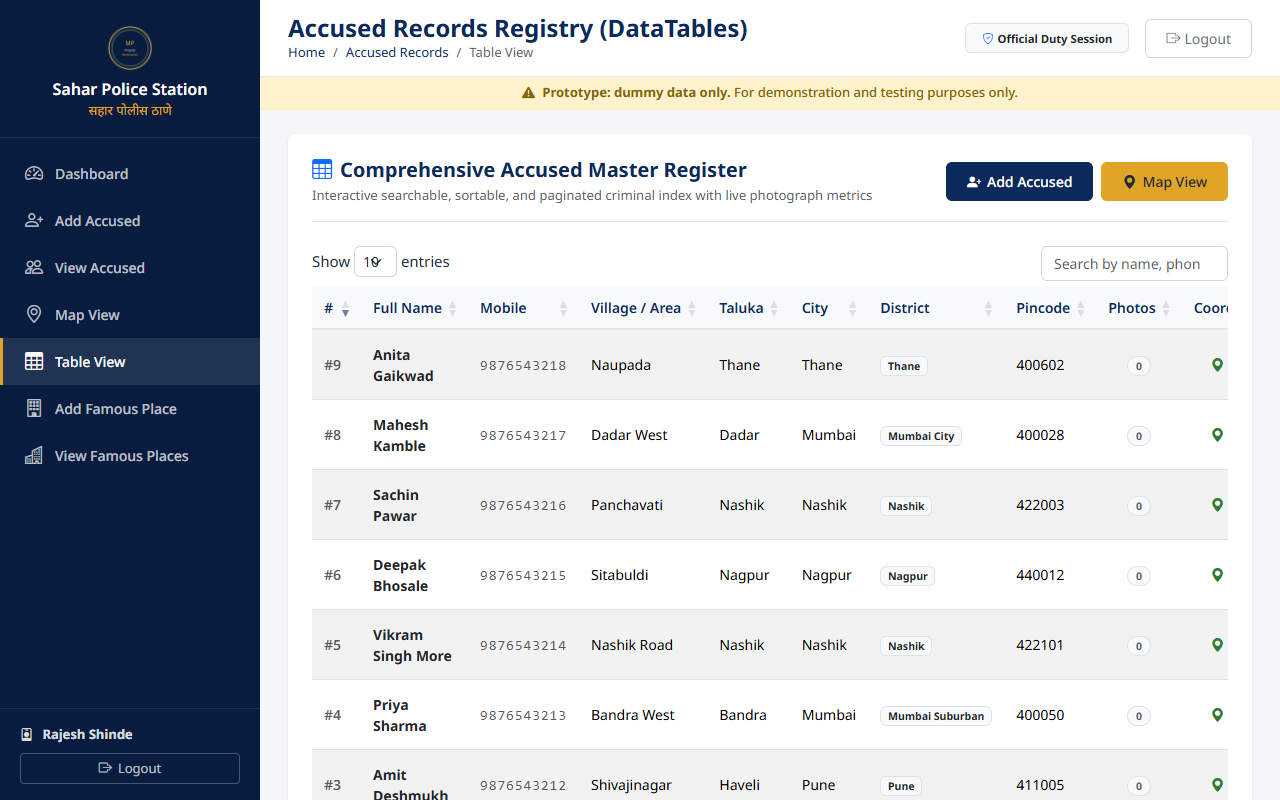 MP
Sahar Police Station
सहार पोलीस ठाणे
Dashboard
Add Accused
View Accused
Map View
Table View
Add Famous Place
View Famous Places
Rajesh Shinde
Logout
Accused Records Registry (DataTables)
Home / Accused Records / Table View
Official Duty Session
Logout
Prototype: dummy data only. For demonstration and testing purposes only.
Comprehensive Accused Master Register
Interactive searchable, sortable, and paginated criminal index with live photograph metrics
Add Accused
Map View
Show 10 entries
Search by name, phon
# Full Name Mobile Village / Area Taluka City District Pincode Photos Coor
#9 Anita Gaikwad 9876543218 Naupada Thane Thane Thane 400602 0
#8 Mahesh Kamble 9876543217 Dadar West Dadar Mumbai Mumbai City 400028 0
#7 Sachin Pawar 9876543216 Panchavati Nashik Nashik Nashik 422003 0
#6 Deepak Bhosale 9876543215 Sitabuldi Nagpur Nagpur Nagpur 440012 0
#5 Vikram Singh More 9876543214 Nashik Road Nashik Nashik Nashik 422101 0
#4 Priya Sharma 9876543213 Bandra West Bandra Mumbai Mumbai Suburban 400050 0
#3 Amit Deshmukh 9876543212 Shivajinagar Haveli Pune Pune 411005 0